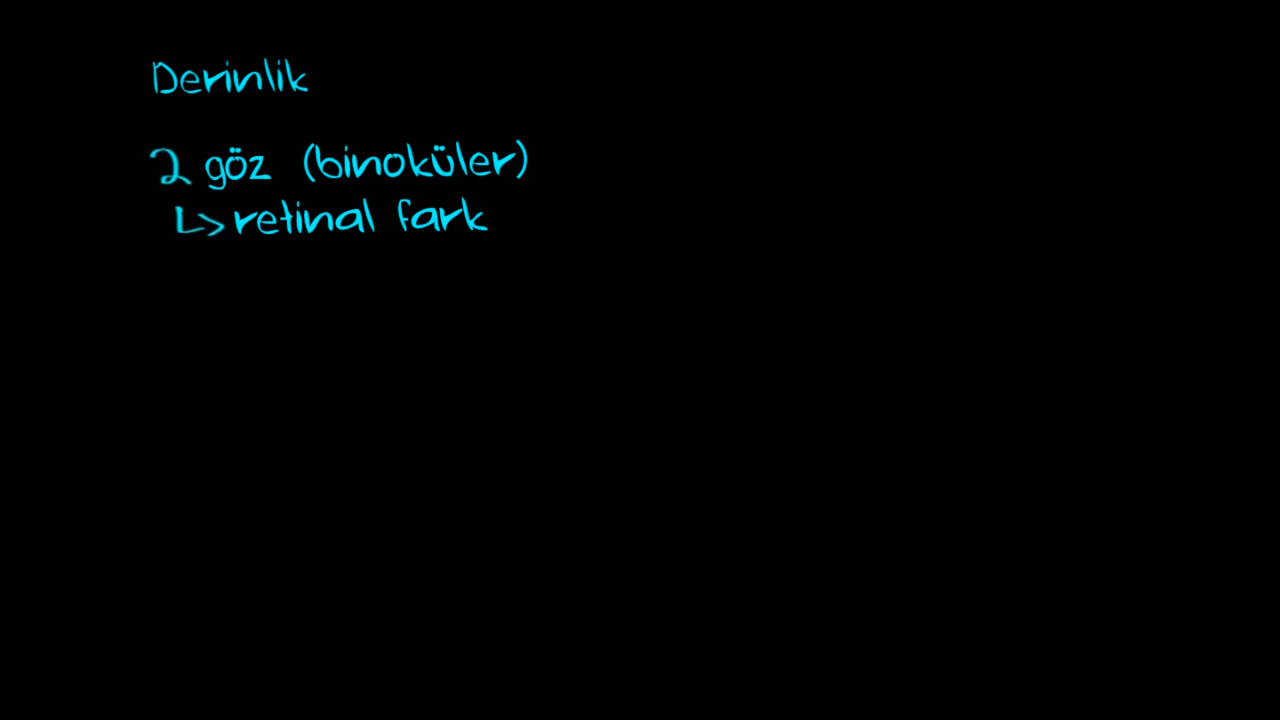 Derinlik
2 göz (binoküler)
↳ retinal fark